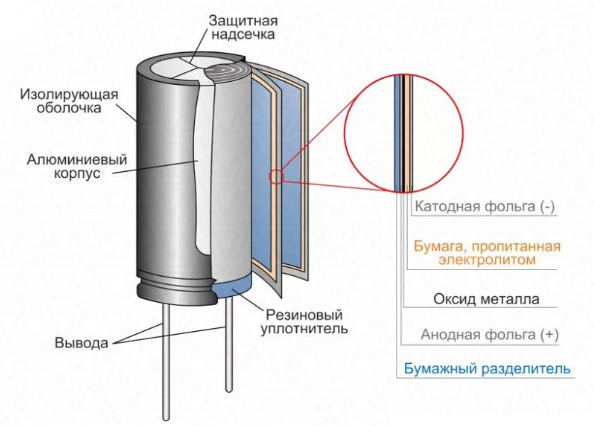 Защитная
надсечка
Изолирующая
оболочка
Алюминиевый
корпус
Катодная фольга (-)
Бумага, пропитанная
электролитом
Оксид металла
Резиновый
уплотнитель
Анодная фольга (+)
Вывода
Бумажный разделитель